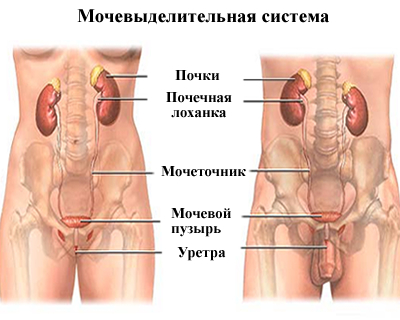 Мочевыделительная система
Почки
Почечная
лоханка
Мочеточник
Мочевой
пузырь
Уретра